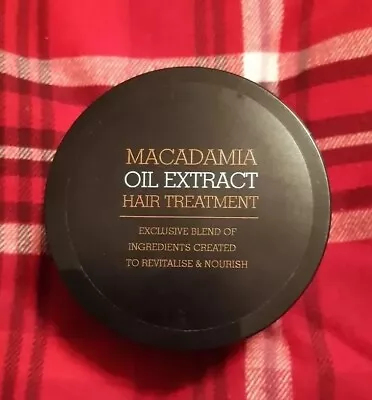 MACADAMIA
OIL EXTRACT
HAIR TREATMENT
EXCLUSIVE BLEND OF
INGREDIENTS CREATED
TO REVITALISE & NOURISH